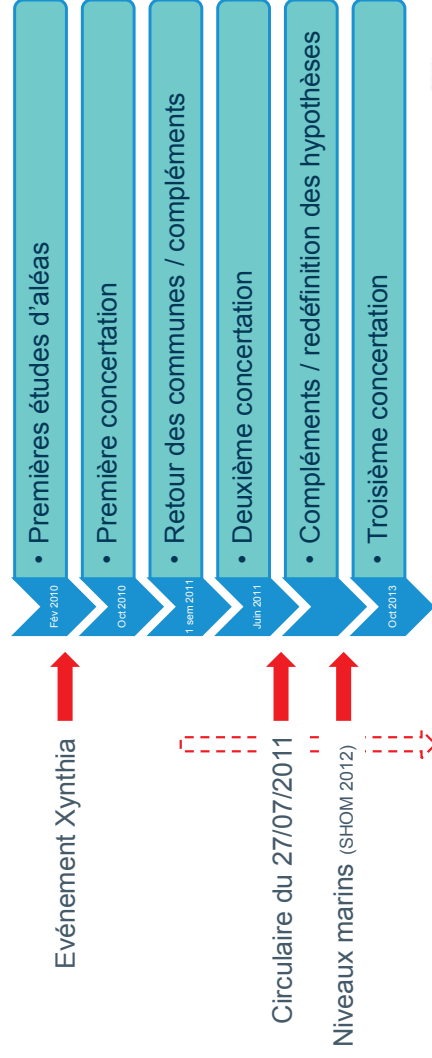 Fév 2010
• Premières études d'aléas
Oct 2010
• Première concertation
1 sem 2011
• Retour des communes / compléments
Juin 2011
• Deuxième concertation
• Compléments / redéfinition des hypothèses
Oct 2013
• Troisième concertation
Evénement Xynthia
Circulaire du 27/07/2011
Niveaux marins (SHOM 2012)